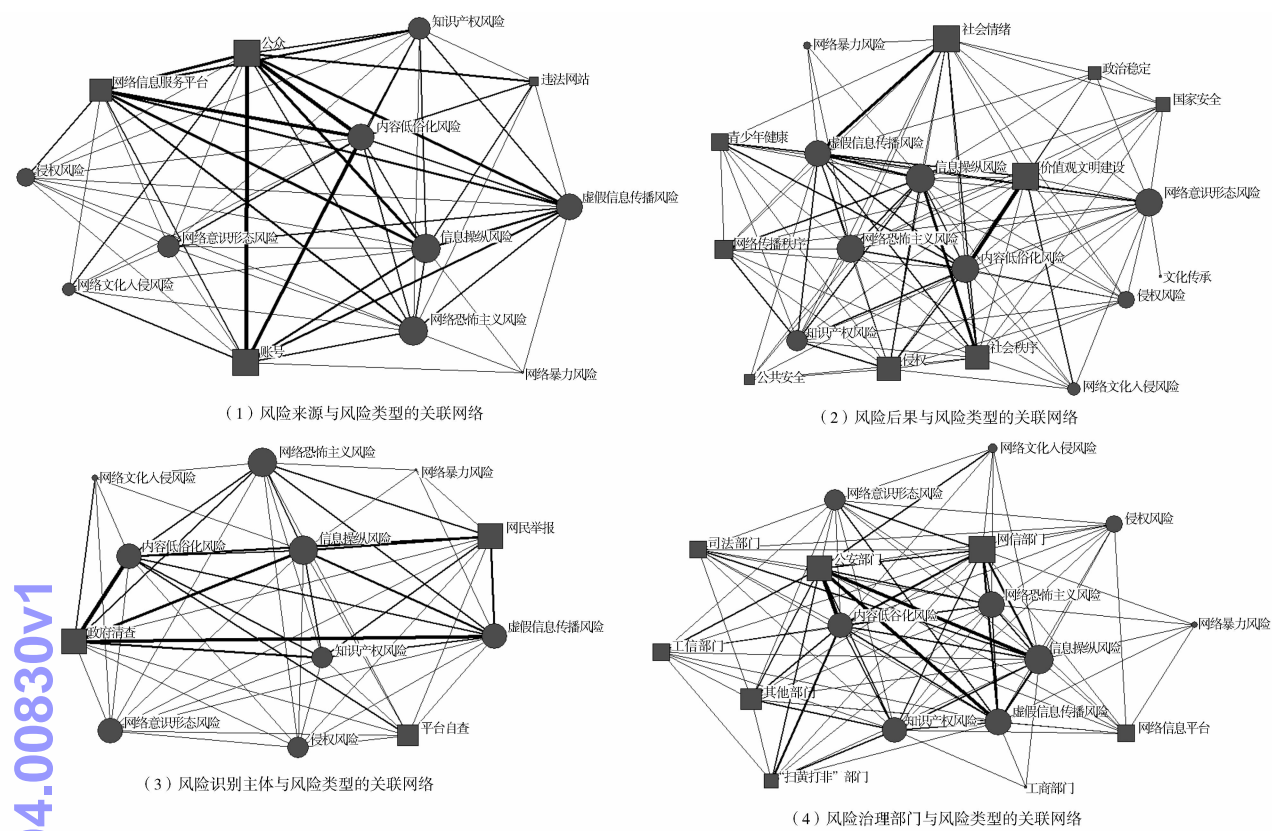 知识产权风险
公众
网络信息服务平台
违法网站
内容低俗化风险
侵权风险
虚假信息传播风险
网络意识形态风险
信息操纵风险
网络文化入侵风险
网络恐怖主义风险
账号
网络暴力风险
（1）风险来源与风险类型的关联网络
社会情绪
网络暴力风险
政治稳定
国家安全
青少年健康
虚假信息传播风险
信息操纵风险
价值观文明建设
网络意识形态风险
网络传播秩序
网络恐怖主义风险
内容低俗化风险
文化传承
侵权风险
知识产权风险
社会秩序
侵权
公共安全
网络文化入侵风险
（2）风险后果与风险类型的关联网络
网络恐怖主义风险
网络文化入侵风险
网络暴力风险
网民举报
信息操纵风险
内容低俗化风险
政府清查
虚假信息传播风险
知识产权风险
网络意识形态风险
侵权风险
平台自查
（3）风险识别主体与风险类型的关联网络
网络文化入侵风险
网络意识形态风险
侵权风险
司法部门
网信部门
公安部门
网络恐怖主义风险
内容低俗化风险
网络暴力风险
工信部门
信息操纵风险
其他部门
虚假信息传播风险
知识产权风险
网络信息平台
“扫黄打非”部门
工商部门
（4）风险治理部门与风险类型的关联网络
04.00830v1